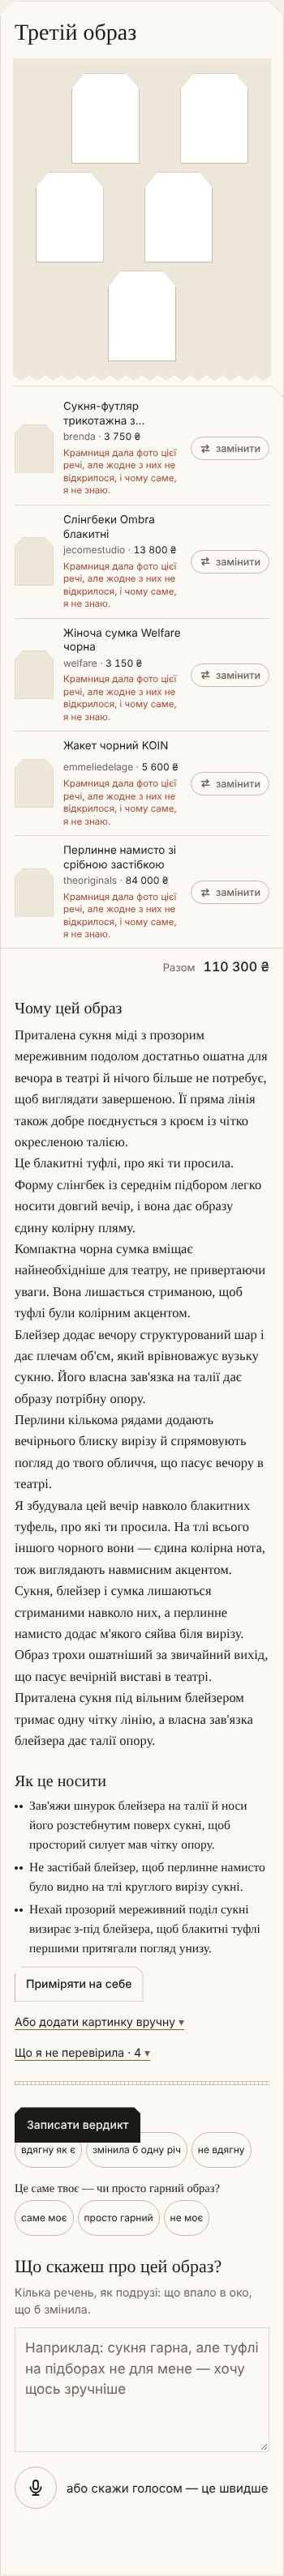 Третій образ
Сукня-футляр
трикотажна з...
brenda · 3 750 ₴
Крамниця дала фото цієї
речі, але жодне з них не
відкрилося, і чому саме,
я не знаю.
замінити
Слінгбеки Ombra
блакитні
jecomestudio · 13 800 ₴
Крамниця дала фото цієї
речі, але жодне з них не
відкрилося, і чому саме,
я не знаю.
замінити
Жіноча сумка Welfare
чорна
welfare · 3 150 ₴
Крамниця дала фото цієї
речі, але жодне з них не
відкрилося, і чому саме,
я не знаю.
замінити
Жакет чорний KOIN
emmeliedelage · 5 600 ₴
Крамниця дала фото цієї
речі, але жодне з них не
відкрилося, і чому саме,
я не знаю.
замінити
Перлинне намисто зі
срібною застібкою
theoriginals · 84 000 ₴
Крамниця дала фото цієї
речі, але жодне з них не
відкрилося, і чому саме,
я не знаю.
замінити
Разом 110 300 ₴
Чому цей образ
Приталена сукня міді з прозорим
мереживним подолом достатньо ошатна для
вечора в театрі й нічого більше не потребує,
щоб виглядати завершеною. Її пряма лінія
також добре поєднується з кроєм із чітко
окресленою талією.
Це блакитні туфлі, про які ти просила.
Форму слінгбек із середнім підбором легко
носити довгий вечір, і вона дає образу
єдину колірну пляму.
Компактна чорна сумка вміщає
найнеобхідніше для театру, не привертаючи
уваги. Вона лишається стриманою, щоб
туфлі були колірним акцентом.
Блейзер додає вечору структурований шар і
дає плечам об'єм, який врівноважує вузьку
сукню. Його власна зав'язка на талії дає
образу потрібну опору.
Перлини кількома рядами додають
вечірнього блиску вирізу й спрямовують
погляд до твого обличчя, що пасує вечору в
театрі.
Я збудувала цей вечір навколо блакитних
туфель, про які ти просила. На тлі всього
іншого чорного вони — єдина колірна нота,
тож виглядають навмисним акцентом.
Сукня, блейзер і сумка лишаються
стриманими навколо них, а перлинне
намисто додає м'якого сяйва біля вирізу.
Образ трохи ошатніший за звичайний вихід,
що пасує вечірній виставі в театрі.
Приталена сукня під вільним блейзером
тримає одну чітку лінію, а власна зав'язка
блейзера дає талії опору.
Як це носити
•• Зав'яжи шнурок блейзера на талії й носи
його розстебнутим поверх сукні, щоб
просторий силует мав чітку опору.
•• Не застібай блейзер, щоб перлинне намисто
було видно на тлі круглого вирізу сукні.
•• Нехай прозорий мереживний поділ сукні
визирає з-під блейзера, щоб блакитні туфлі
першими притягали погляд унизу.
Приміряти на себе
Або додати картинку вручну ▾
Що я не перевірила · 4 ▾
Записати вердикт
вдягну як є
змінила б одну річ
не вдягну
Це саме твоє — чи просто гарний образ?
саме моє
просто гарний
не моє
Що скажеш про цей образ?
Кілька речень, як подрузі: що впало в око,
що б змінила.
Наприклад: сукня гарна, але туфлі
на підборах не для мене — хочу
щось зручніше
або скажи голосом — це швидше